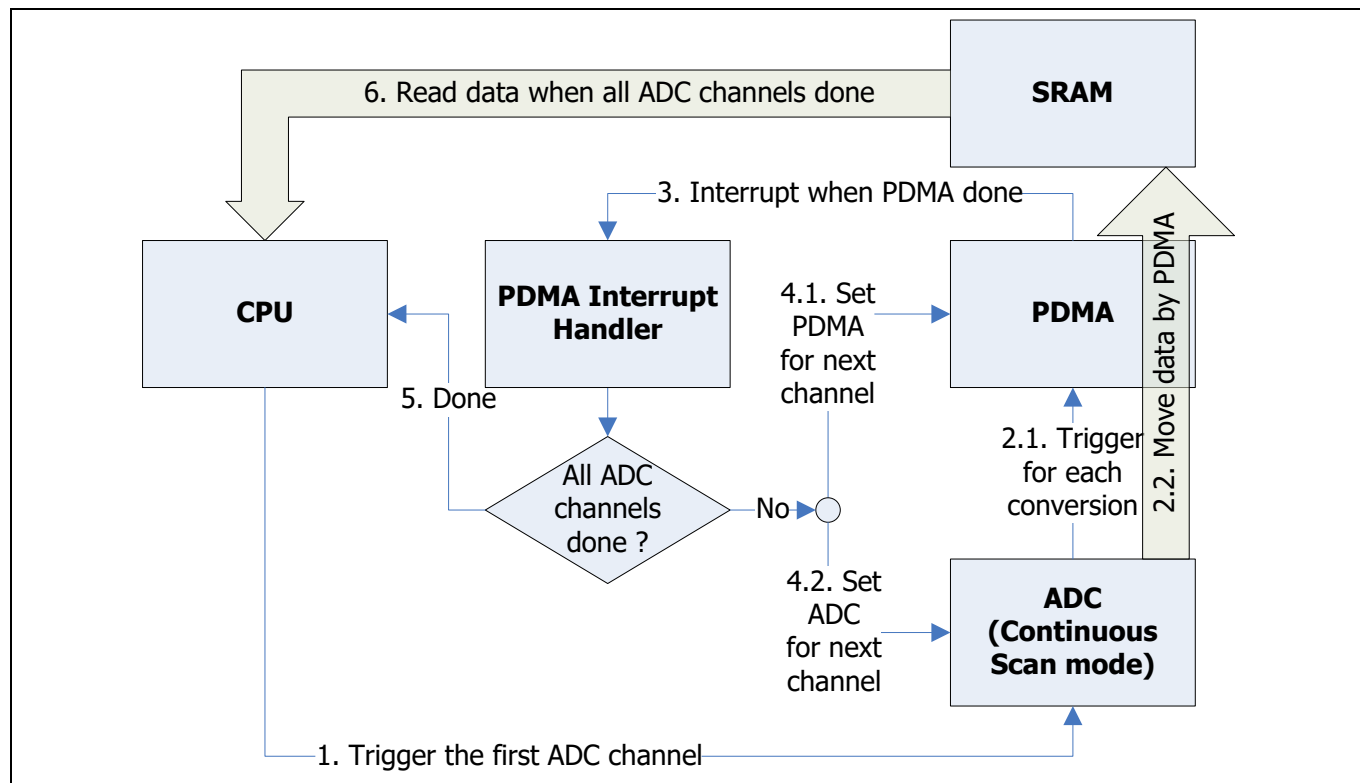 SRAM
6. Read data when all ADC channels done
3. Interrupt when PDMA done
CPU
PDMA Interrupt
Handler
4.1. Set
PDMA
for next
channel
PDMA
2.2. Move data by PDMA
5. Done
2.1. Trigger
for each
conversion
All ADC
channels
done ?
No
4.2. Set
ADC
for next
channel
ADC
(Continuous
Scan mode)
1. Trigger the first ADC channel